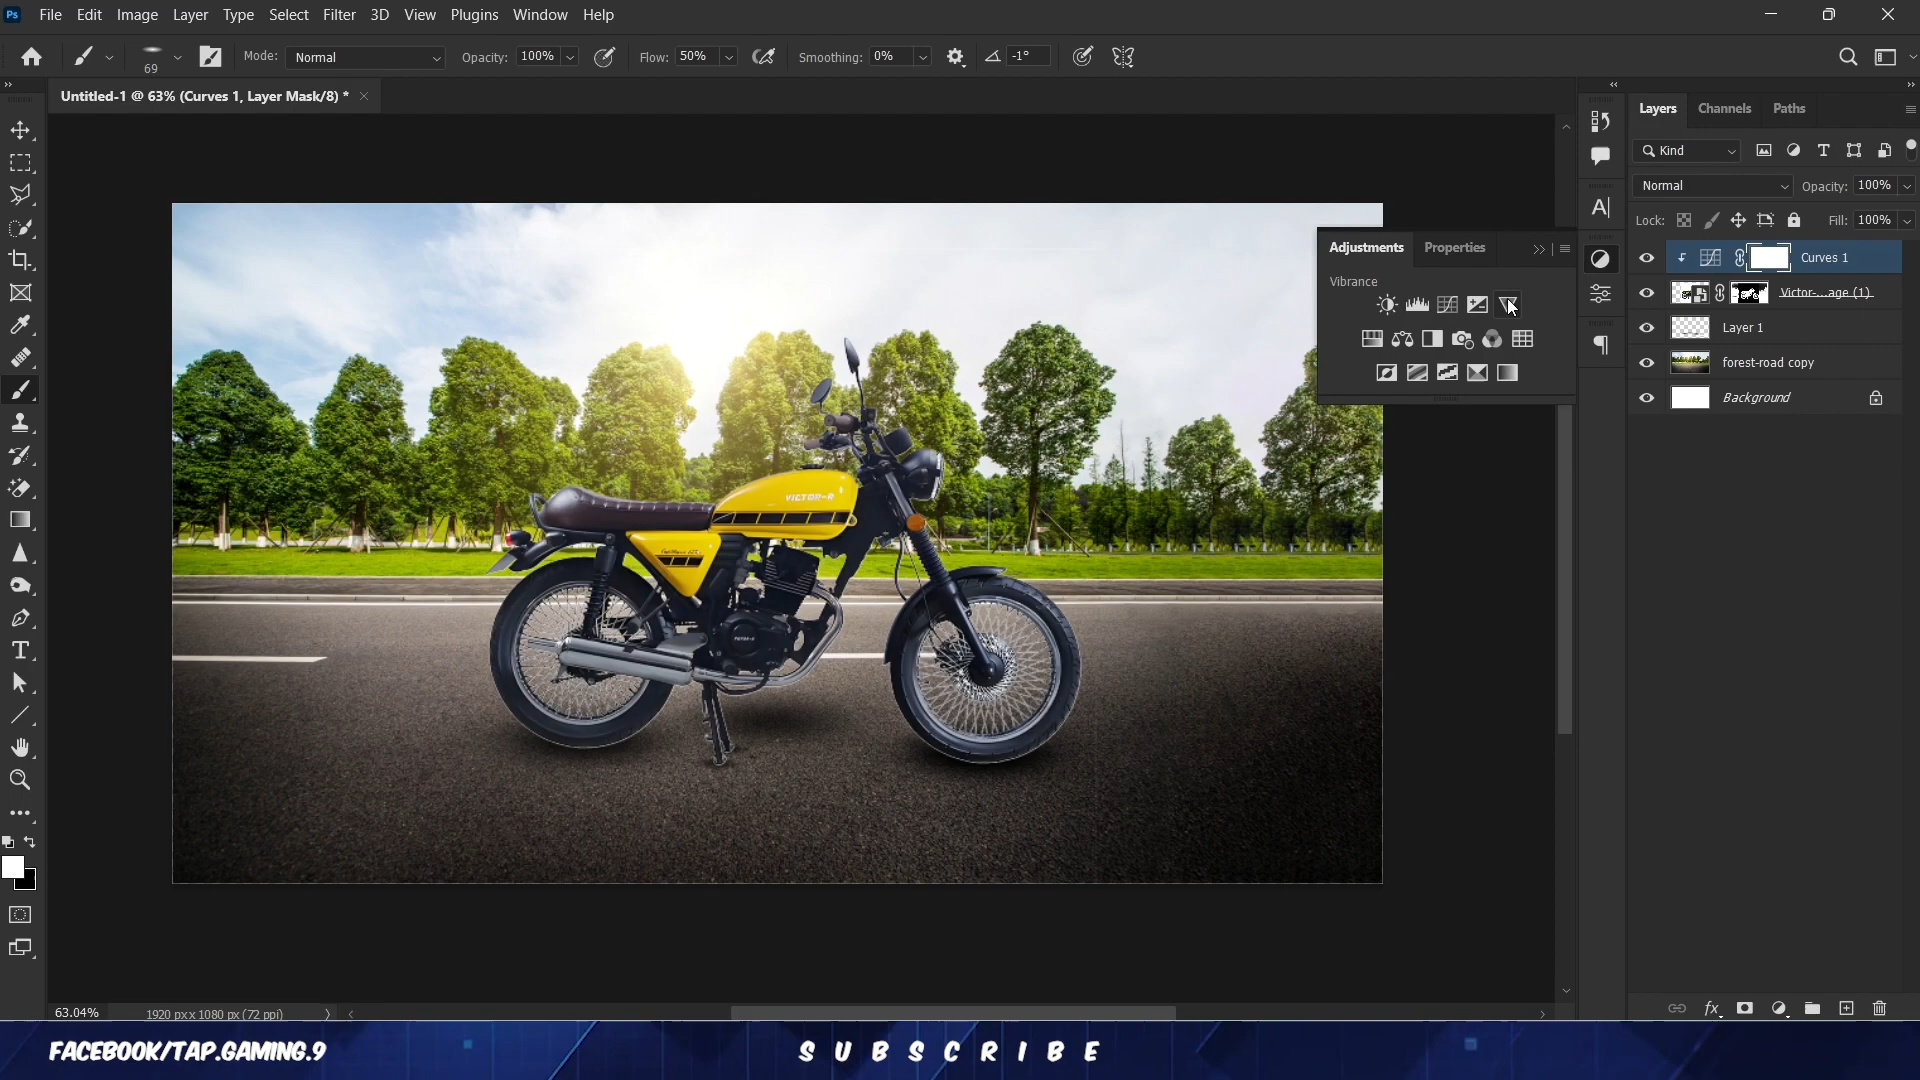 Ps File Edit Image Layer Type Select Filter 3D View Plugins Window Help
69 Mode: Normal Opacity: 100% Flow: 50% Smoothing: 0% -1°
Untitled-1 @ 63% (Curves 1, Layer Mask/8) *
Layers Channels Paths
Kind
Normal Opacity: 100%
Lock: Fill: 100%
Adjustments Properties
Vibrance
Curves 1
Victor-...age (1)
Layer 1
forest-road copy
Background
VICTOR-R
63.04% 1920 px x 1080 px (72 ppi)
FACEBOOK/TAP.GAMING.9 SUBSCRIBE